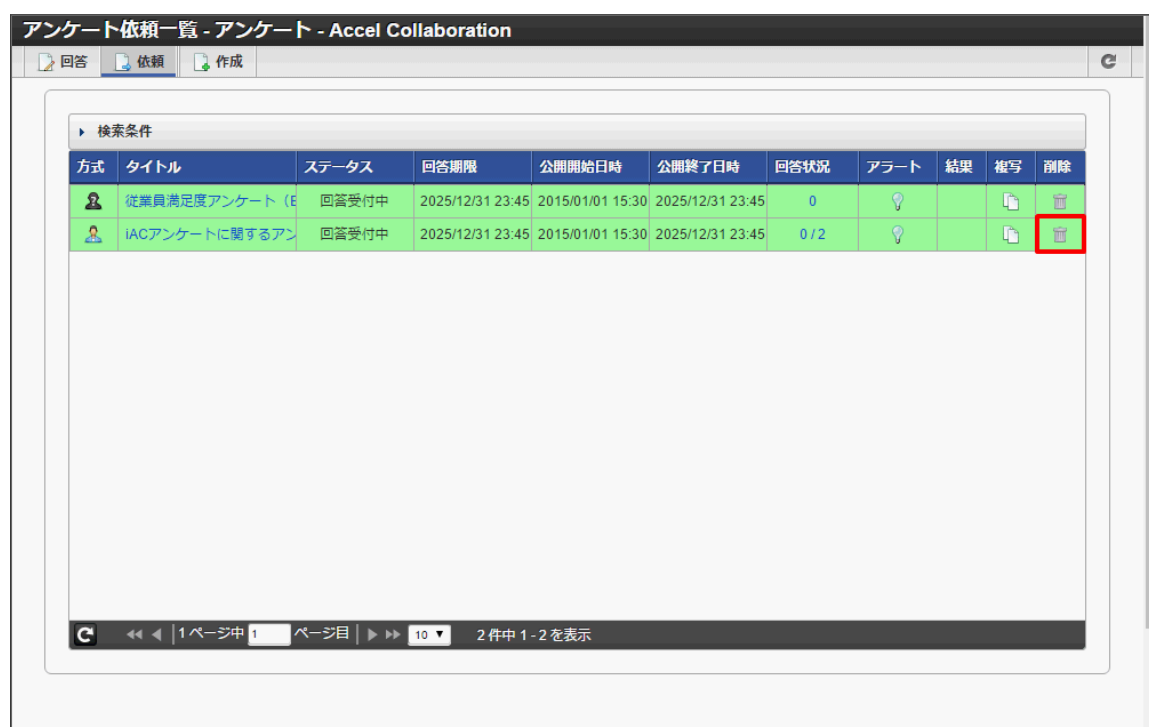 アンケート依頼一覧 - アンケート - Accel Collaboration
回答 依頼 作成
検索条件
方式 タイトル ステータス 回答期限 公開開始日時 公開終了日時 回答状況 アラート 結果 複写 削除
従業員満足度アンケート（E 回答受付中 2025/12/31 23:45 2015/01/01 15:30 2025/12/31 23:45 0
iACアンケートに関するアン 回答受付中 2025/12/31 23:45 2015/01/01 15:30 2025/12/31 23:45 0 / 2
1 ページ中 1 ページ目 10 2 件中 1 - 2 を表示